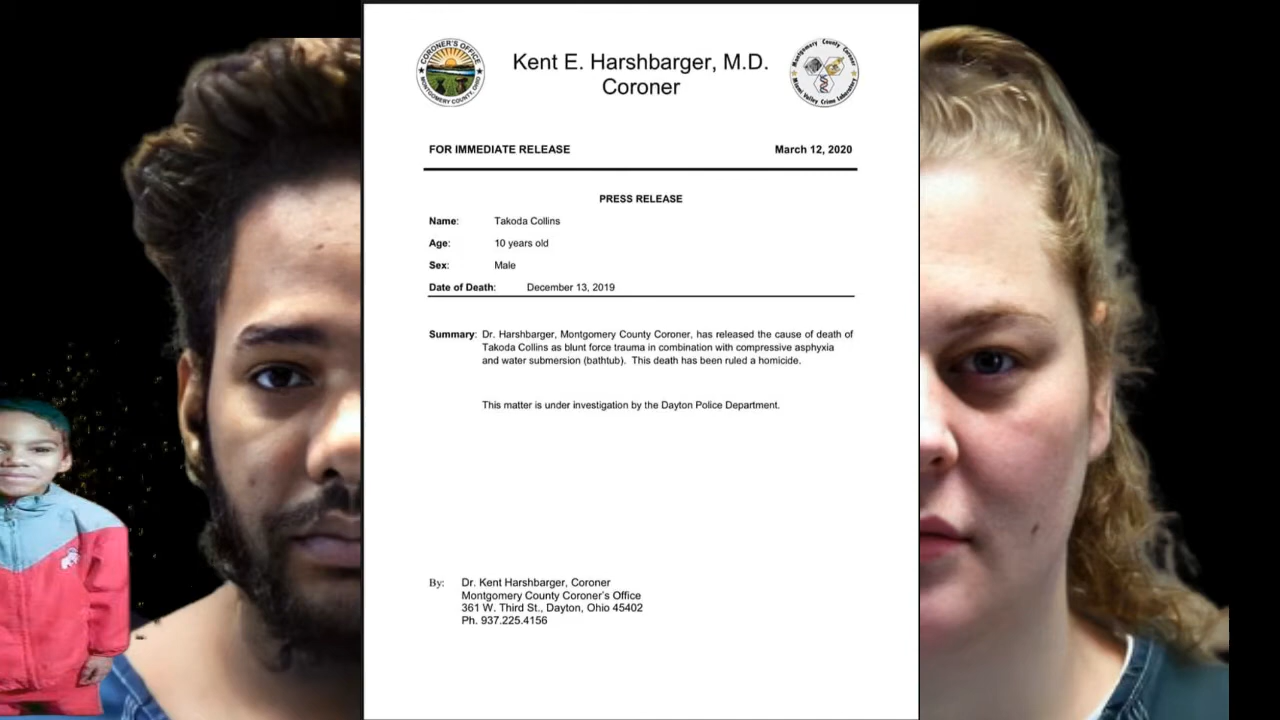 CORONER'S OFFICE
MONTGOMERY COUNTY, OHIO
Kent E. Harshbarger, M.D.
Coroner
Montgomery County Coroner
Miami Valley Crime Laboratory
FOR IMMEDIATE RELEASE March 12, 2020
PRESS RELEASE
Name: Takoda Collins
Age: 10 years old
Sex: Male
Date of Death: December 13, 2019
Summary: Dr. Harshbarger, Montgomery County Coroner, has released the cause of death of
Takoda Collins as blunt force trauma in combination with compressive asphyxia
and water submersion (bathtub). This death has been ruled a homicide.
This matter is under investigation by the Dayton Police Department.
By: Dr. Kent Harshbarger, Coroner
Montgomery County Coroner's Office
361 W. Third St., Dayton, Ohio 45402
Ph. 937.225.4156